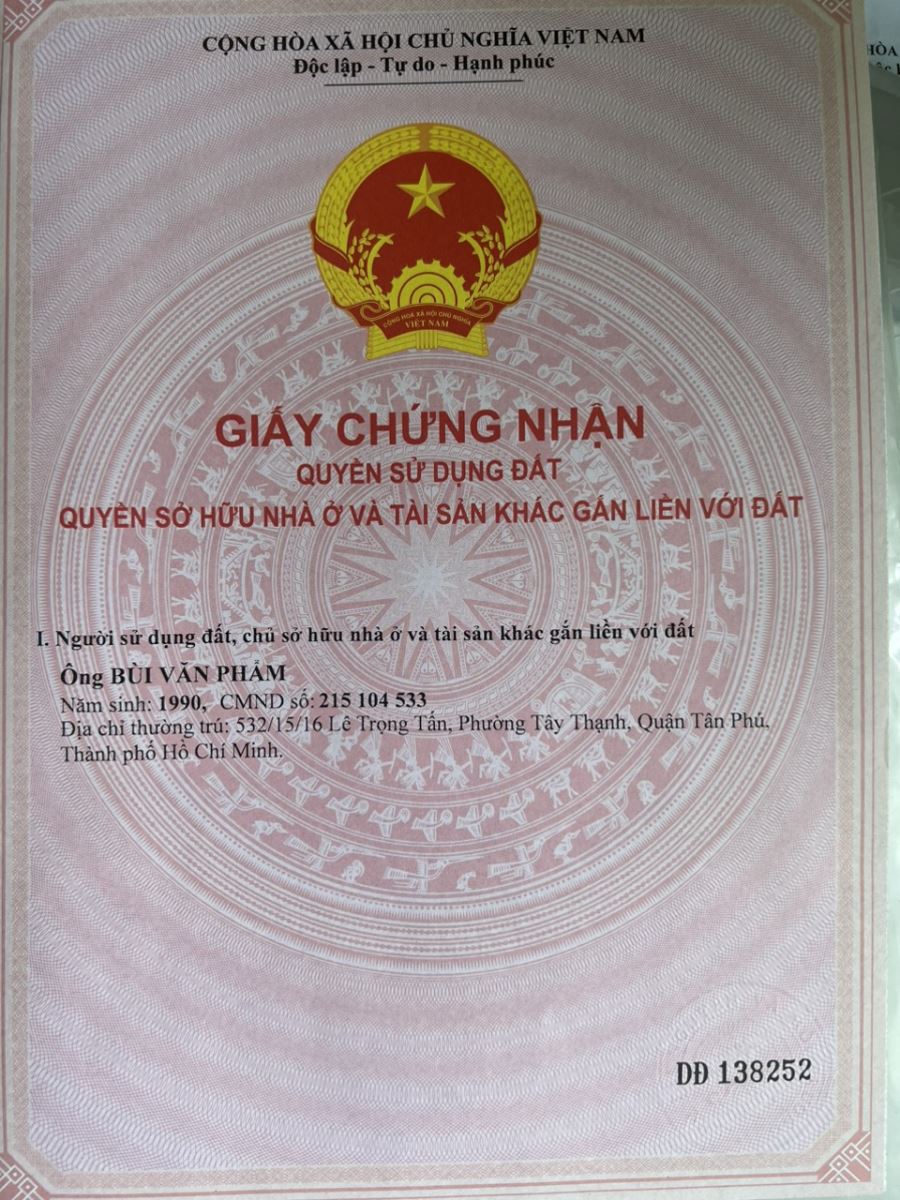 CỘNG HÒA XÃ HỘI CHỦ NGHĨA VIỆT NAM
Độc lập - Tự do - Hạnh phúc
CỘNG HOÀ XÃ HỘI CHỦ NGHĨA
VIỆT NAM
GIẤY CHỨNG NHẬN
QUYỀN SỬ DỤNG ĐẤT
QUYỀN SỞ HỮU NHÀ Ở VÀ TÀI SẢN KHÁC GẮN LIỀN VỚI ĐẤT
I. Người sử dụng đất, chủ sở hữu nhà ở và tài sản khác gắn liền với đất
Ông BÙI VĂN PHẢM
Năm sinh: 1990, CMND số: 215 104 533
Địa chỉ thường trú: 532/15/16 Lê Trọng Tấn, Phường Tây Thạnh, Quận Tân Phú,
Thành phố Hồ Chí Minh.
DĐ 138252
HÒA